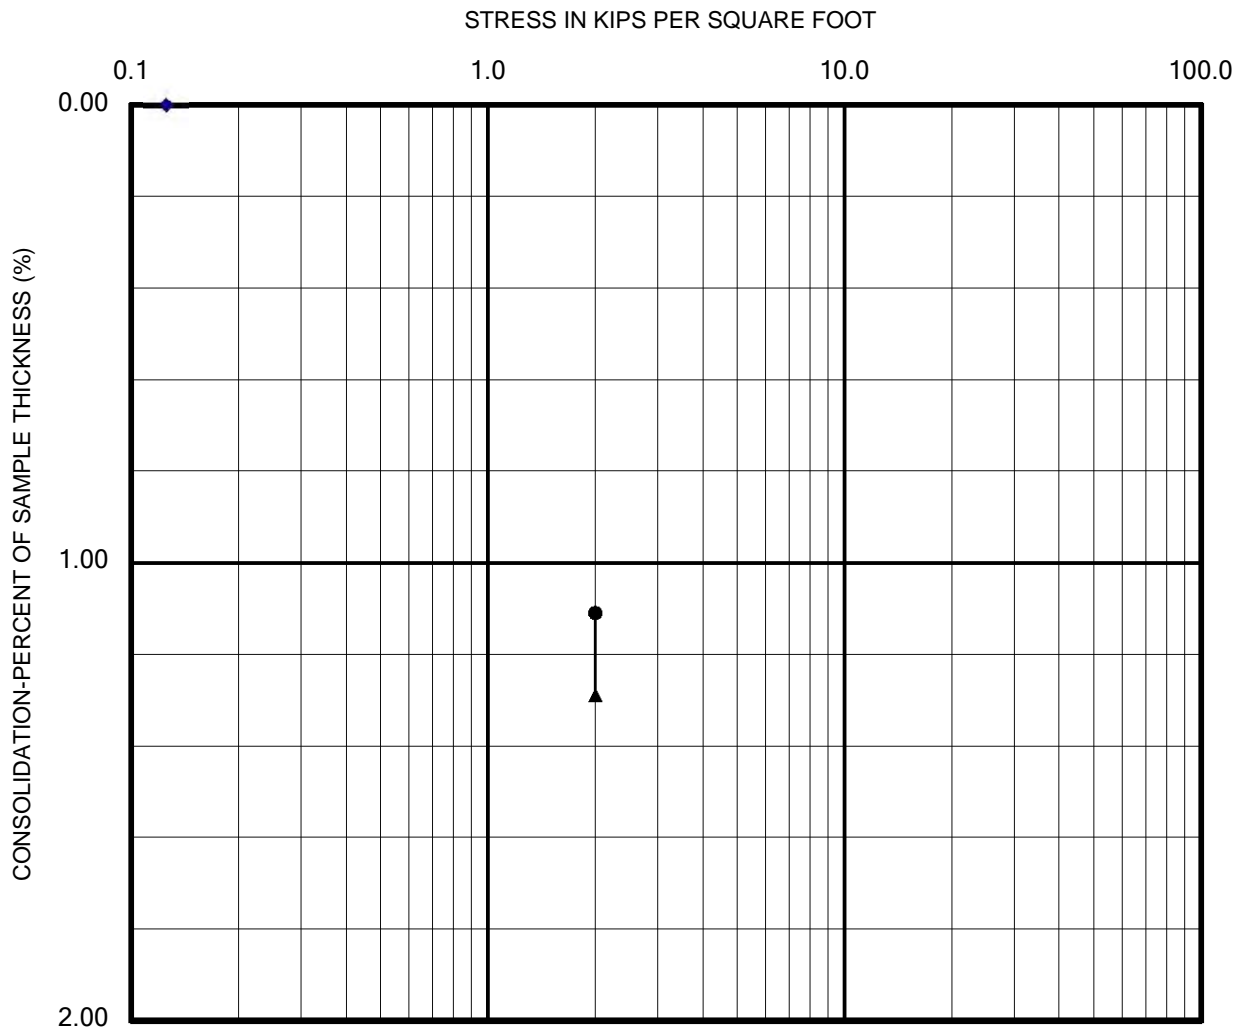 STRESS IN KIPS PER SQUARE FOOT
0.1 1.0 10.0 100.0
0.00
1.00
2.00
CONSOLIDATION-PERCENT OF SAMPLE THICKNESS (%)